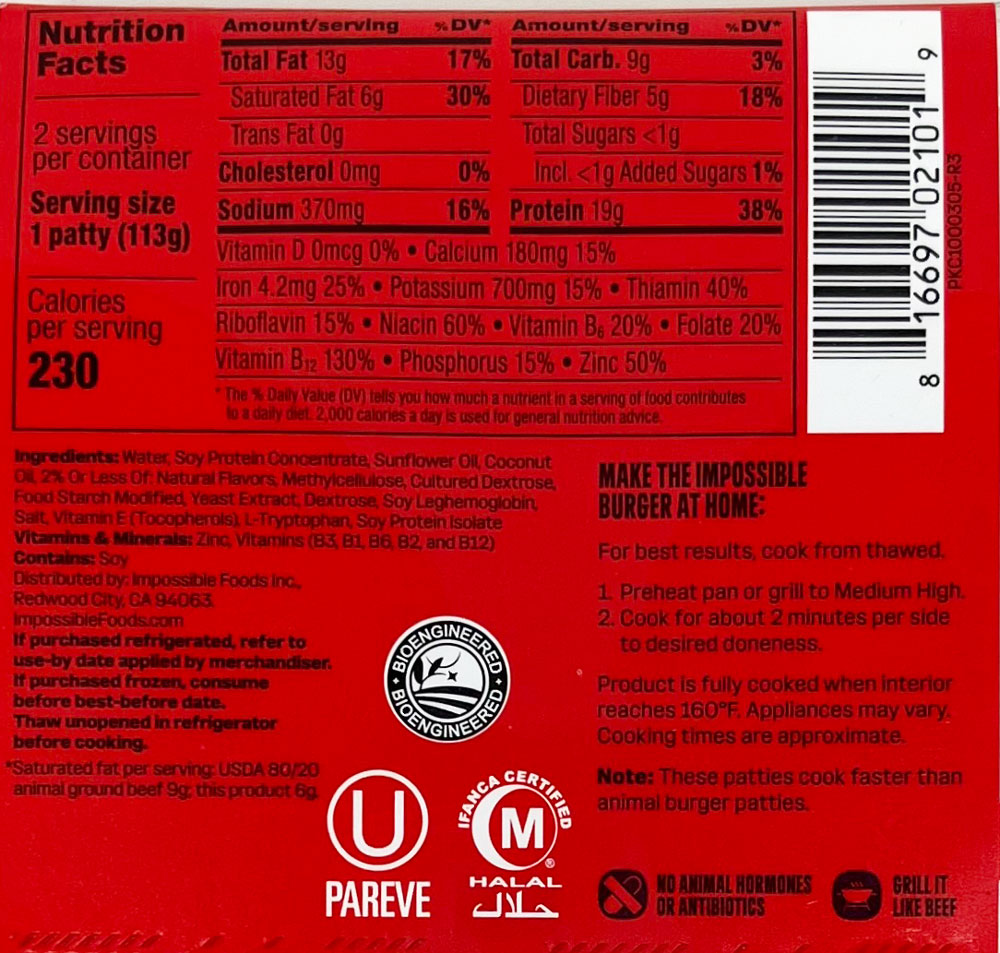 Nutrition
Facts
2 servings
per container
Serving size
1 patty (113g)
Calories
per serving
230
Amount/serving %DV*
Total Fat 13g 17%
Saturated Fat 6g 30%
Trans Fat 0g
Cholesterol 0mg 0%
Sodium 370mg 16%
Amount/serving %DV*
Total Carb. 9g 3%
Dietary Fiber 5g 18%
Total Sugars <1g
Incl. <1g Added Sugars 1%
Protein 19g 38%
Vitamin D 0mcg 0% • Calcium 180mg 15%
Iron 4.2mg 25% • Potassium 700mg 15% • Thiamin 40%
Riboflavin 15% • Niacin 60% • Vitamin B₆ 20% • Folate 20%
Vitamin B₁₂ 130% • Phosphorus 15% • Zinc 50%
* The % Daily Value (DV) tells you how much a nutrient in a serving of food contributes
to a daily diet. 2,000 calories a day is used for general nutrition advice.
8 16697 02101 9
PKC1000305-R3
Ingredients: Water, Soy Protein Concentrate, Sunflower Oil, Coconut
Oil, 2% Or Less Of: Natural Flavors, Methylcellulose, Cultured Dextrose,
Food Starch Modified, Yeast Extract, Dextrose, Soy Leghemoglobin,
Salt, Vitamin E (Tocopherols), L-Tryptophan, Soy Protein Isolate
Vitamins & Minerals: Zinc, Vitamins (B3, B1, B6, B2, and B12)
Contains: Soy
Distributed by: Impossible Foods Inc.,
Redwood City, CA 94063.
ImpossibleFoods.com
If purchased refrigerated, refer to
use-by date applied by merchandiser.
If purchased frozen, consume
before best-before date.
Thaw unopened in refrigerator
before cooking.
*Saturated fat per serving: USDA 80/20
animal ground beef 9g; this product 6g.
BIOENGINEERED
BIOENGINEERED
U
PAREVE
IFANCA CERTIFIED
M
®
HALAL
حلال
MAKE THE IMPOSSIBLE
BURGER AT HOME:
For best results, cook from thawed.
1. Preheat pan or grill to Medium High.
2. Cook for about 2 minutes per side
to desired doneness.
Product is fully cooked when interior
reaches 160°F. Appliances may vary.
Cooking times are approximate.
Note: These patties cook faster than
animal burger patties.
NO ANIMAL HORMONES
OR ANTIBIOTICS
GRILL IT
LIKE BEEF